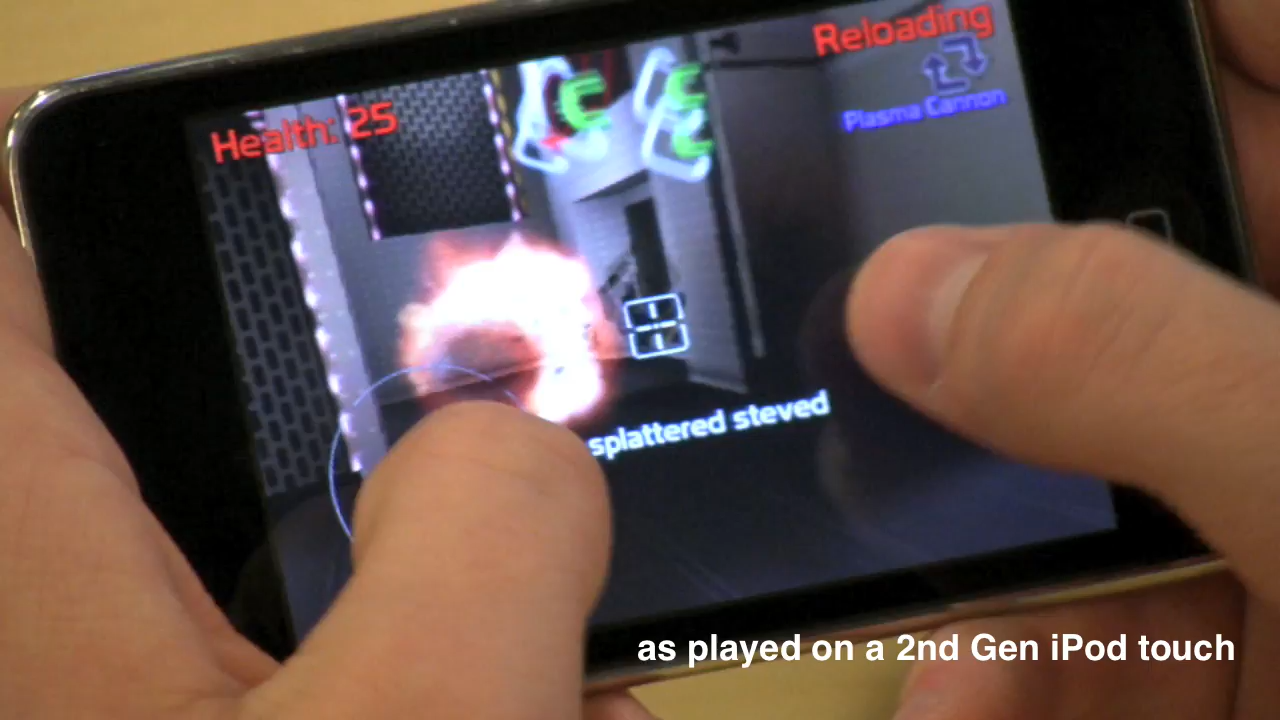 Reloading
Health: 25
Plasma Cannon
splattered steved
as played on a 2nd Gen iPod touch